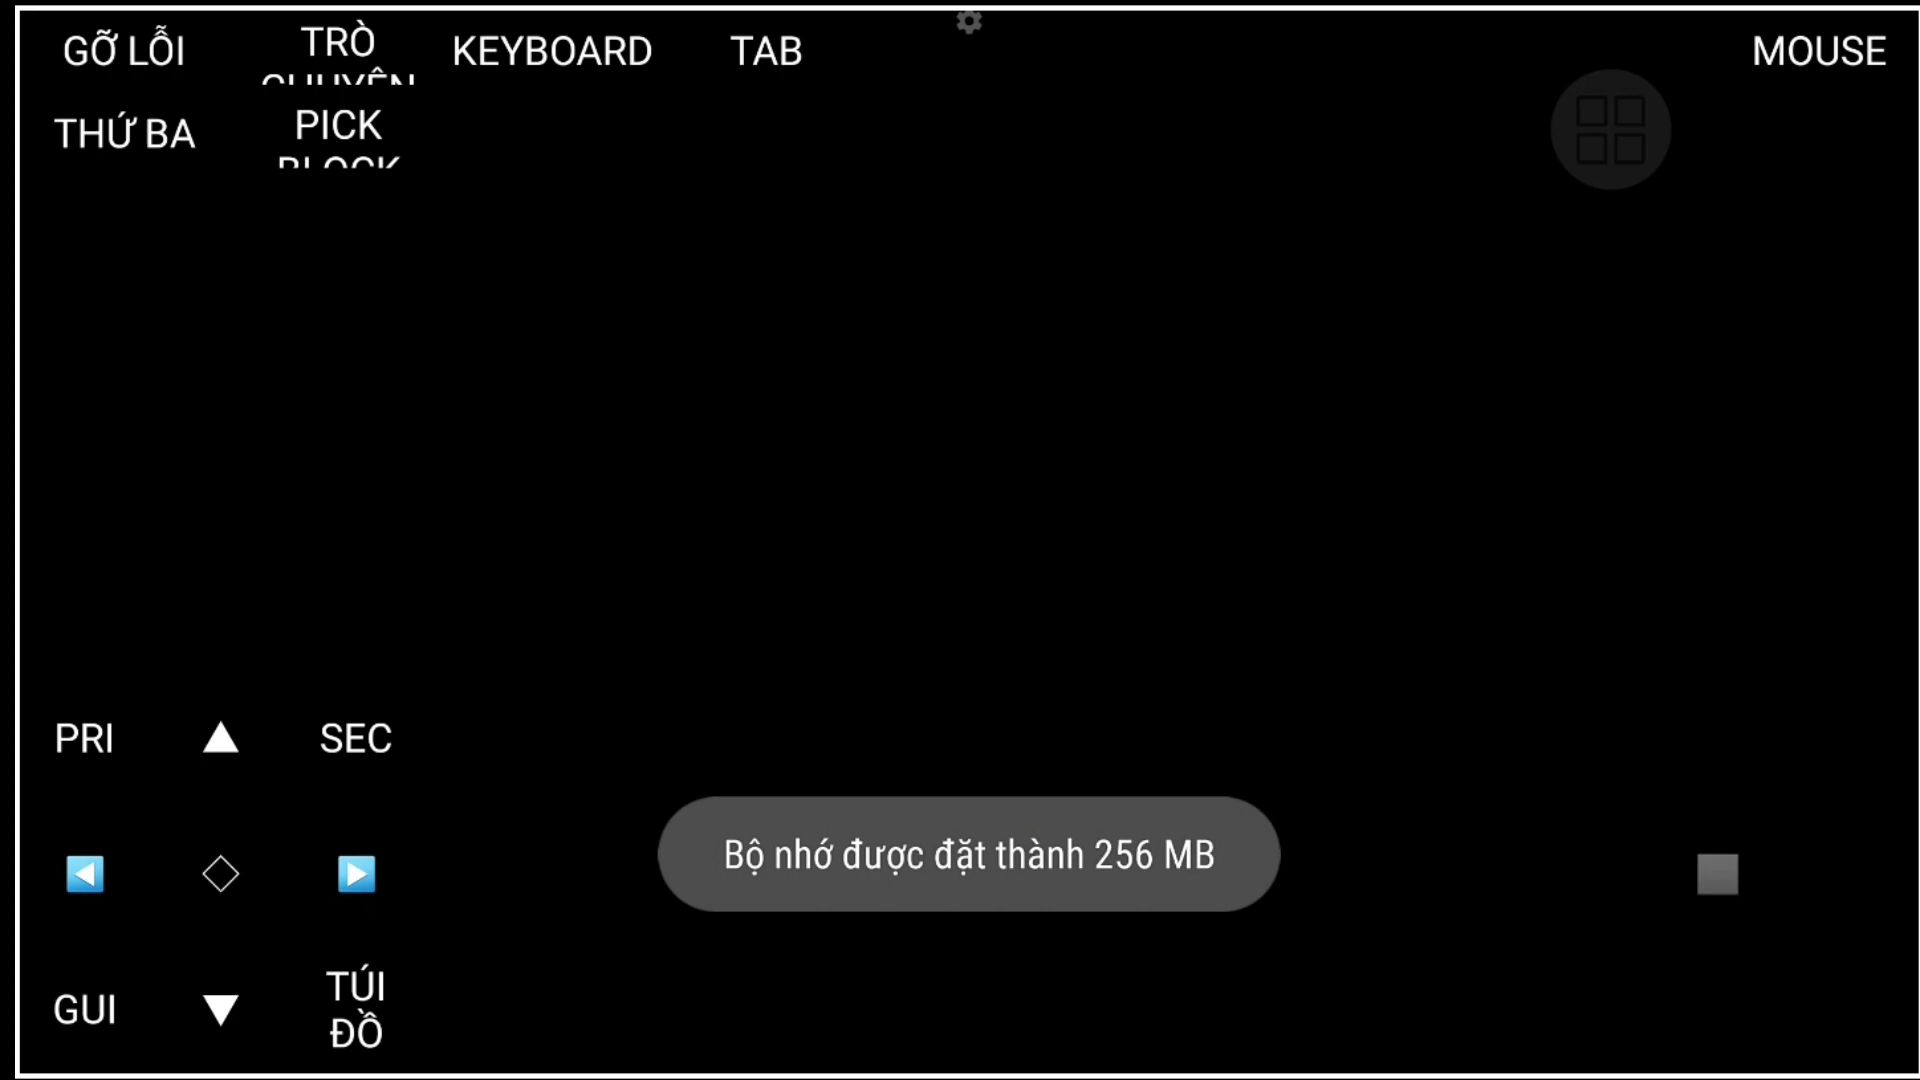 GỠ LỖI
TRÒ
KEYBOARD
TAB
MOUSE
THỨ BA
PICK
BLOCK
PRI
▲
SEC
◀
◇
▶
Bộ nhớ được đặt thành 256 MB
GUI
▼
TÚI
ĐỒ